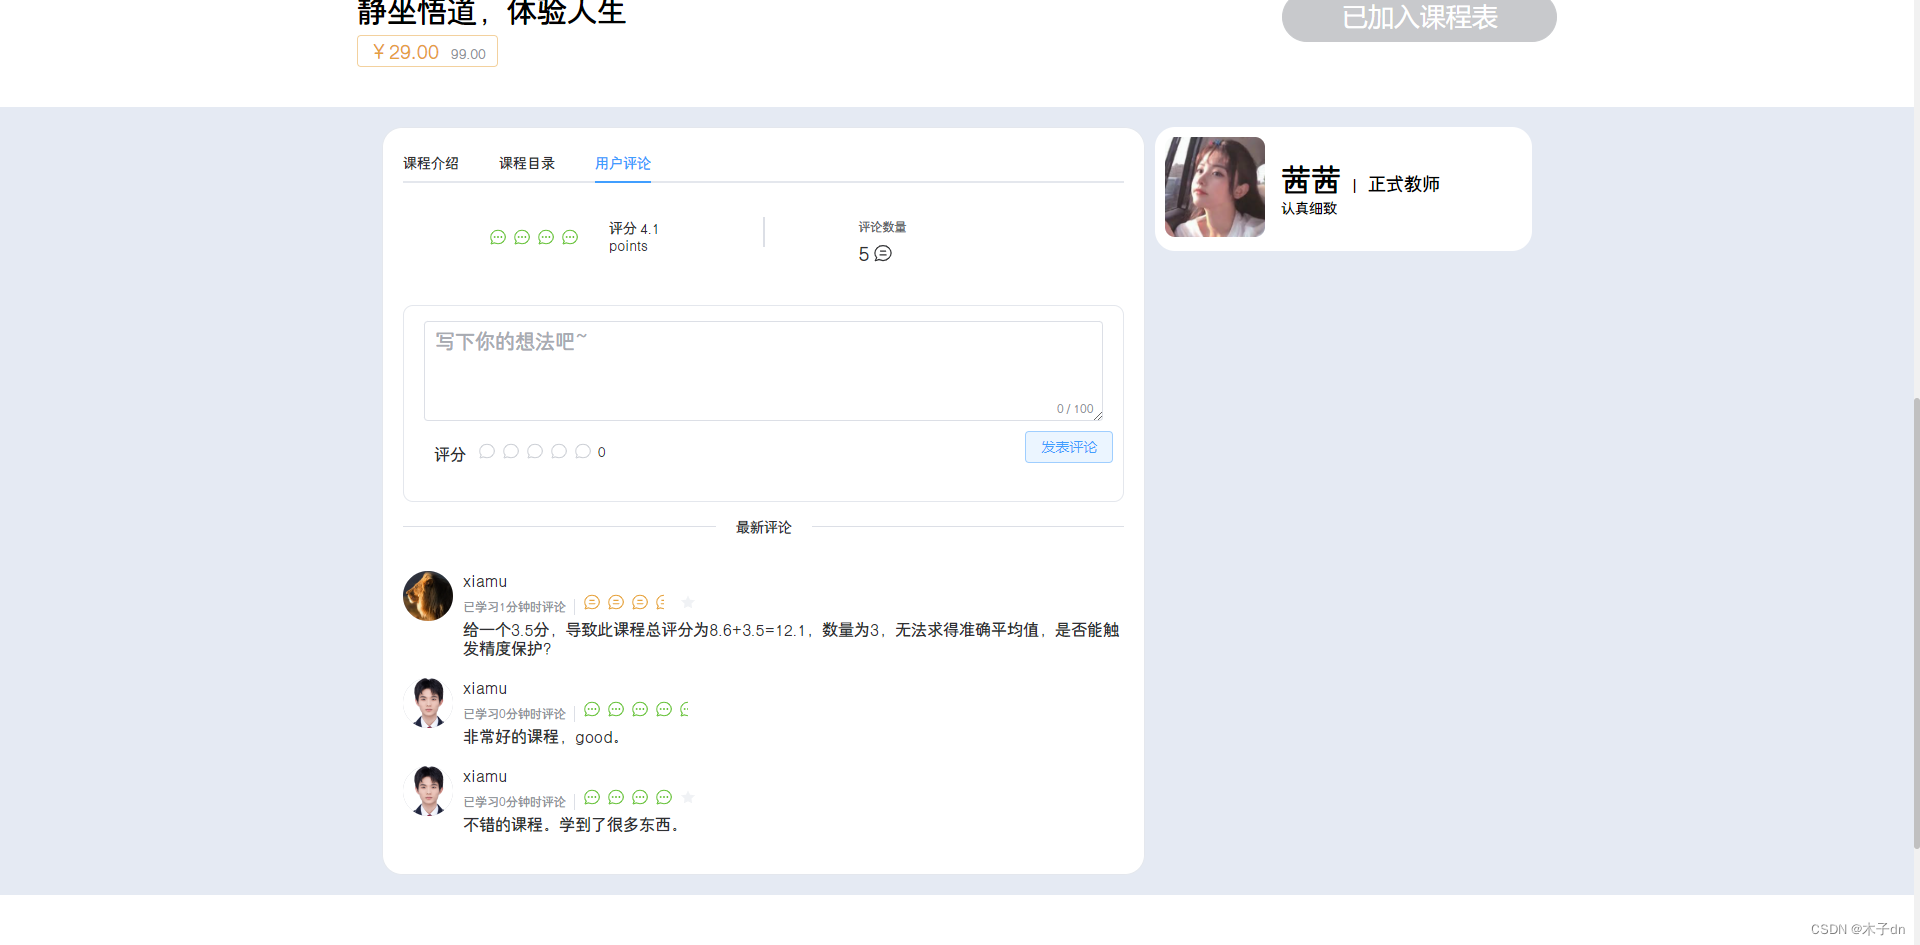 静坐悟道，体验人生
已加入课程表
￥29.00 99.00
课程介绍 课程目录 用户评论
茜茜 | 正式教师
认真细致
评分 4.1
points
评论数量
5
写下你的想法吧~
0 / 100
评分 0
发表评论
最新评论
xiamu
已学习1分钟时评论
给一个3.5分，导致此课程总评分为8.6+3.5=12.1，数量为3，无法求得准确平均值，是否能触
发精度保护?
xiamu
已学习0分钟时评论
非常好的课程，good。
xiamu
已学习0分钟时评论
不错的课程。学到了很多东西。
CSDN @木子dn